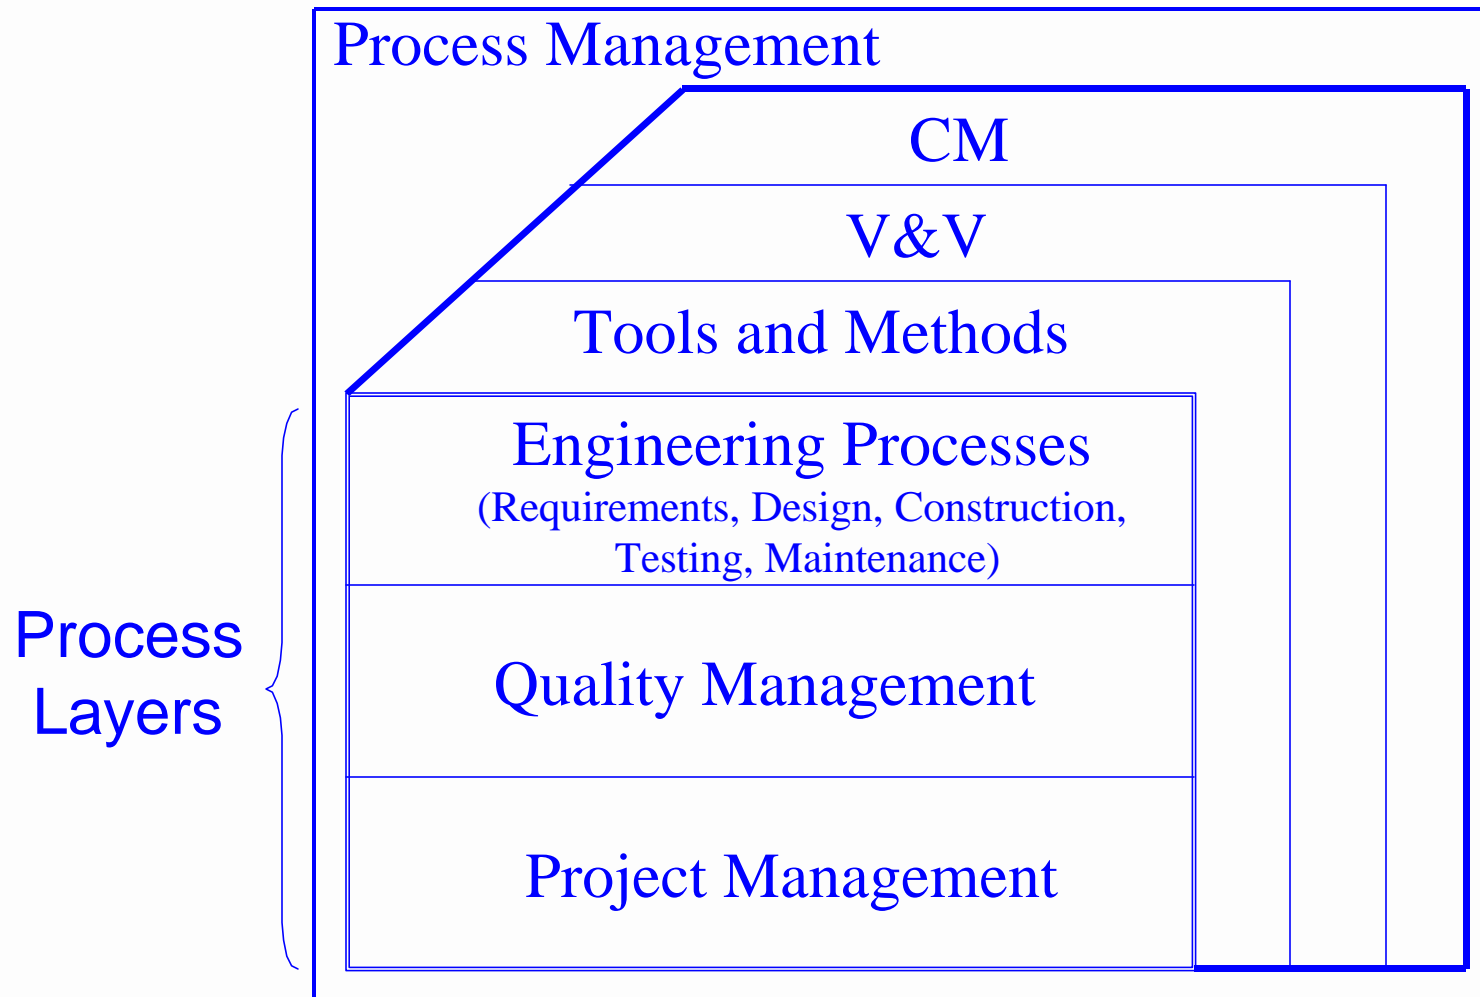 Process Management
CM
V&V
Tools and Methods
Engineering Processes
(Requirements, Design, Construction,
Testing, Maintenance)
Process
Layers
Quality Management
Project Management